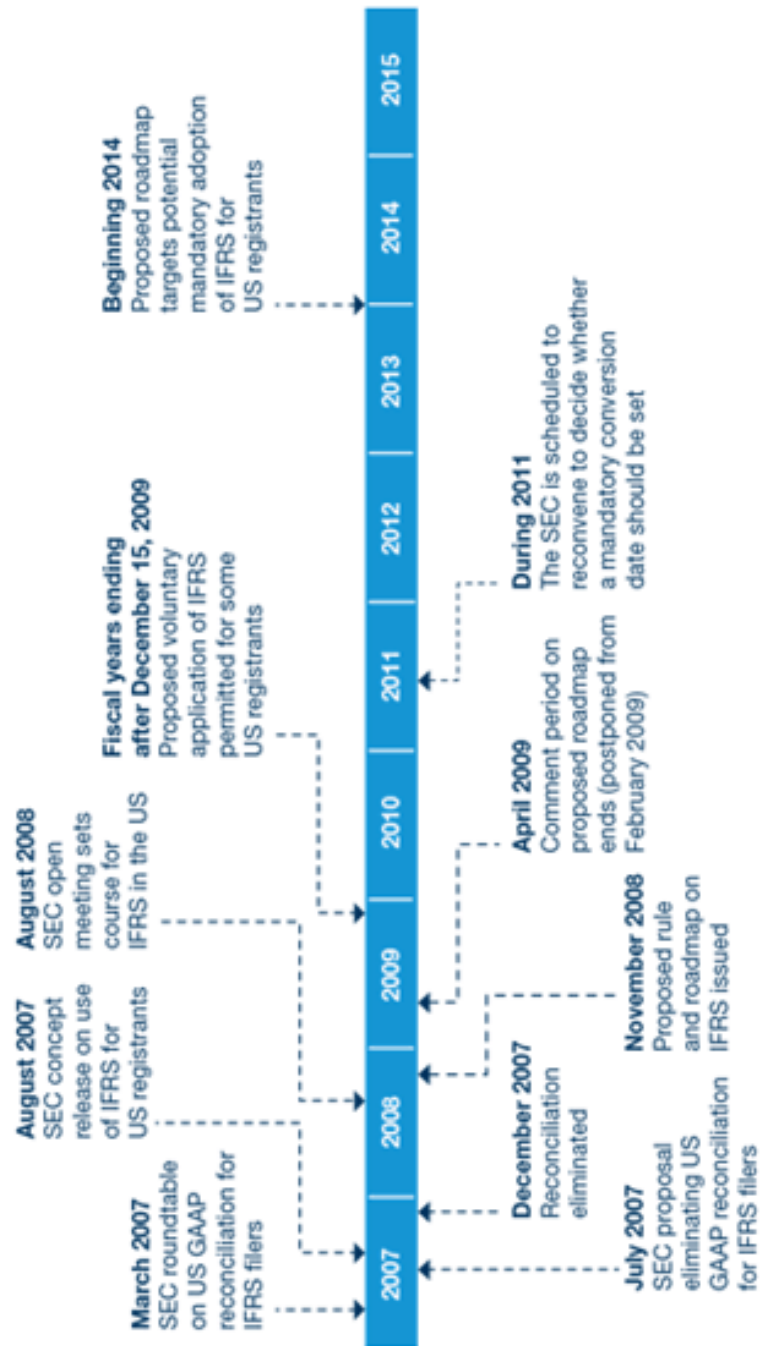 March 2007
SEC roundtable
on US GAAP
reconciliation for
IFRS filers
August 2007
SEC concept
release on use
of IFRS for
US registrants
August 2008
SEC open
meeting sets
course for
IFRS in the US
Fiscal years ending
after December 15, 2009
Proposed voluntary
application of IFRS
permitted for some
US registrants
Beginning 2014
Proposed roadmap
targets potential
mandatory adoption
of IFRS for
US registrants
2007
2008
2009
2010
2011
2012
2013
2014
2015
July 2007
SEC proposal
eliminating US
GAAP reconciliation
for IFRS filers
December 2007
Reconciliation
eliminated
November 2008
Proposed rule
and roadmap on
IFRS issued
April 2009
Comment period on
proposed roadmap
ends (postponed from
February 2009)
During 2011
The SEC is scheduled to
reconvene to decide whether
a mandatory conversion
date should be set